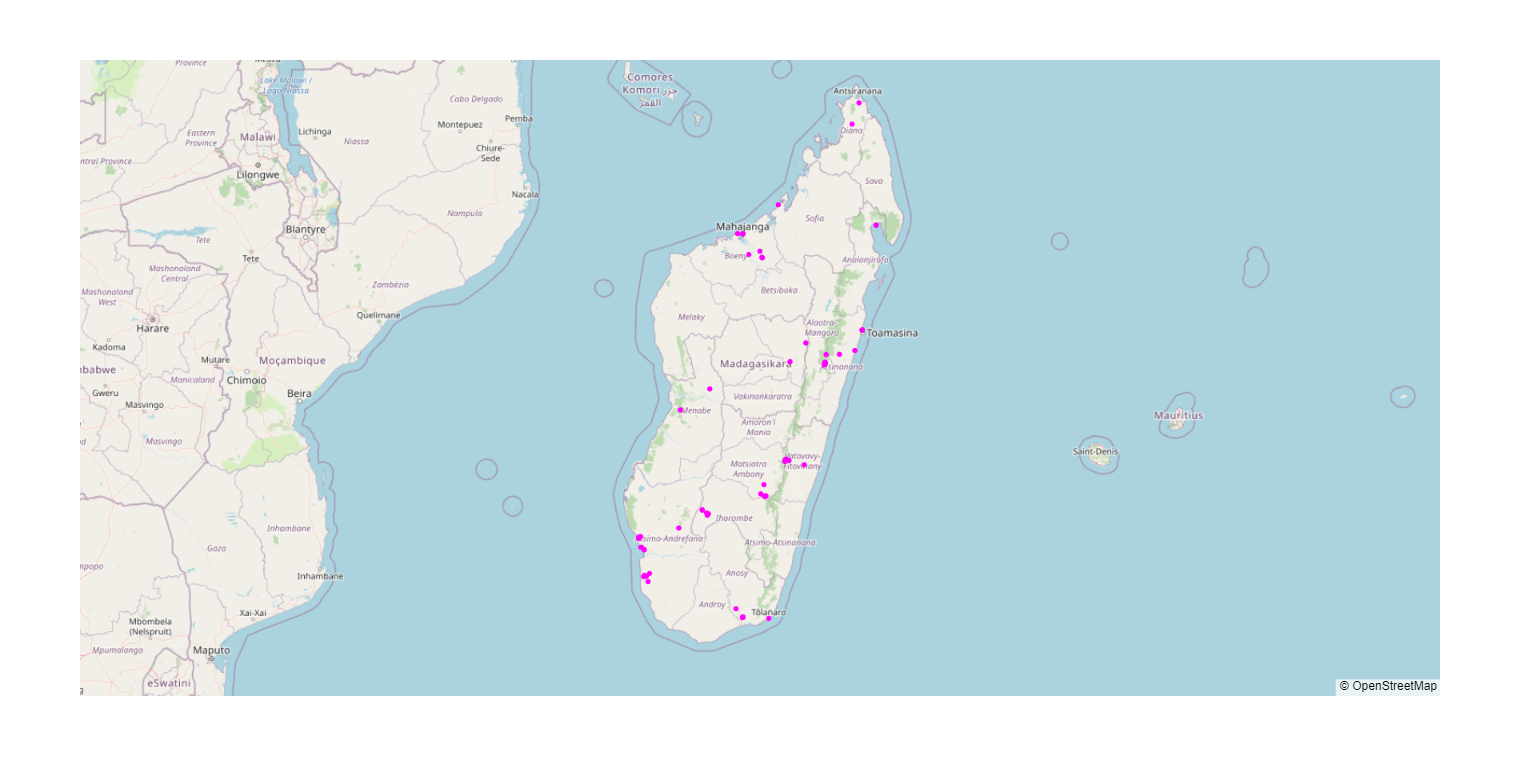 Province
Lake Malawi /
Lago Niassa
Comores
Komori جزر
القمر
Cabo Delgado
Antsiranana
Montepuez
Pemba
Eastern
Province
Malawi
Lichinga
Niassa
Chiure-
Sede
Diana
ntral Province
Lilongwe
Sava
Nacala
Nampula
Sofia
Blantyre
Mahajanga
Tete
Boeny
Analanjirofo
Tete
Mashonaland
Central
Zambézia
Betsiboka
Mashonaland
West
Quelimane
Melaky
Alaotra-
Mangoro
Harare
Toamasina
Kadoma
Mutare
Moçambique
Madagasikara
mbabwe
Atsinanana
Chimoio
Manicaland
Gweru
Beira
Vakinankaratra
Masvingo
Menabe
Mauritius
Amoron'i
Mania
Masvingo
Saint-Denis
Vatovavy-
Fitovinany
Matsiatra
Ambony
Inhambane
Ihorombe
Gaza
Atsimo-Andrefana
Atsimo-Atsinanana
mpopo
Inhambane
Anosy
Androy
Tôlanaro
Xai-Xai
Mbombela
(Nelspruit)
Mpumalanga
Maputo
eSwatini
© OpenStreetMap